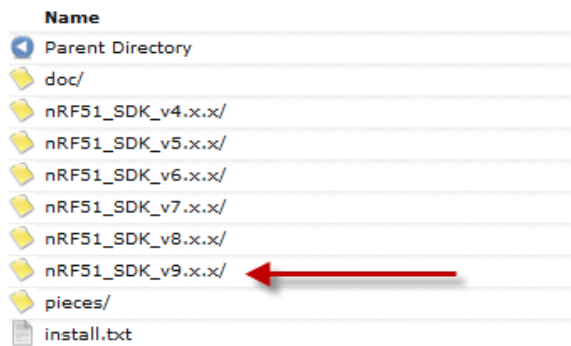 Name
Parent Directory
doc/
nRF51_SDK_v4.x.x/
nRF51_SDK_v5.x.x/
nRF51_SDK_v6.x.x/
nRF51_SDK_v7.x.x/
nRF51_SDK_v8.x.x/
nRF51_SDK_v9.x.x/
pieces/
install.txt